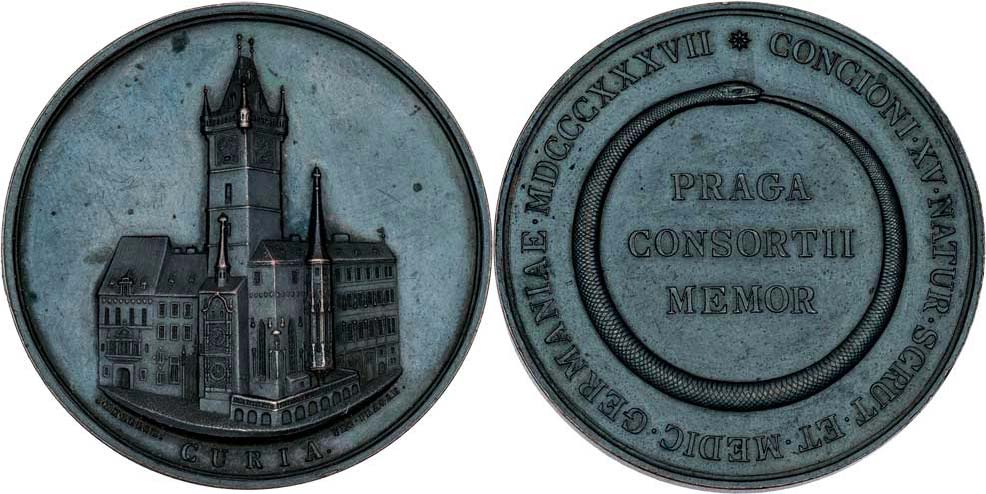 CURIA.
CONCIONI · XV · NATUR · SCRUT · ET · MEDIC · GERMANIAE · MDCCCXXXVII
PRAGA
CONSORTII
MEMOR